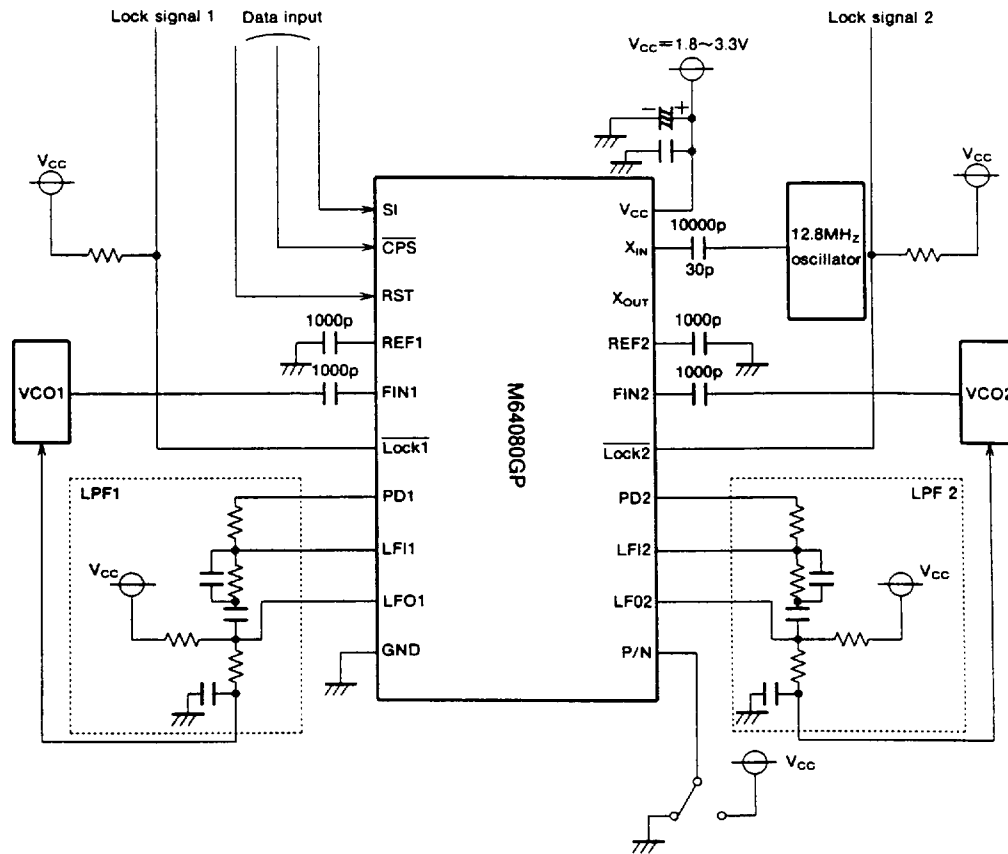 Lock signal 1
Data input
Lock signal 2
VCC=1.8~3.3V
− +
VCC
VCC
SI
CPS
RST
REF1
FIN1
Lock1
PD1
LFI1
LFO1
GND
M64080GP
VCC
XIN
XOUT
REF2
FIN2
Lock2
PD2
LFI2
LF02
P/N
10000p
30p
12.8MHz
oscillator
1000p
1000p
1000p
1000p
VCO1
VCO2
LPF1
LPF 2
VCC
VCC
VCC